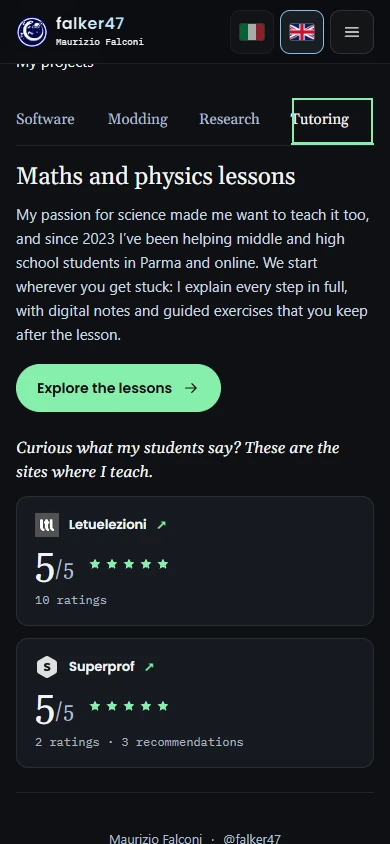 falker47
Maurizio Falconi
My projects
Software
Modding
Research
Tutoring
Maths and physics lessons
My passion for science made me want to teach it too,
and since 2023 I've been helping middle and high
school students in Parma and online. We start
wherever you get stuck: I explain every step in full,
with digital notes and guided exercises that you keep
after the lesson.
Explore the lessons →
Curious what my students say? These are the
sites where I teach.
Letuelezioni ↗
5/5 ★★★★★
10 ratings
S Superprof ↗
5/5 ★★★★★
2 ratings · 3 recommendations
Maurizio Falconi · @falker47